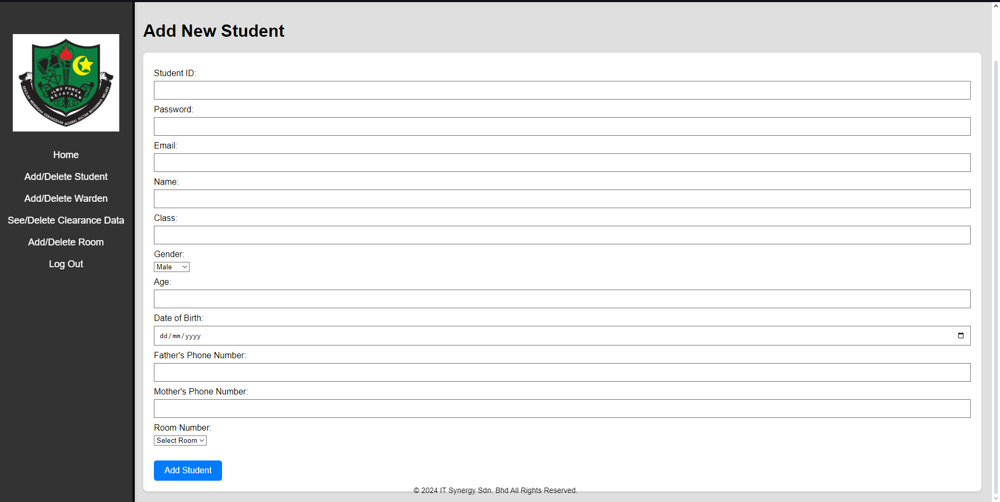 ILMU PUNCA
KEJAYAAN
SEKOLAH MENENGAH KEBANGSAAN (AGAMA) SULTAN MUHAMMAD MELAKA
Home
Add/Delete Student
Add/Delete Warden
See/Delete Clearance Data
Add/Delete Room
Log Out
Add New Student
Student ID:
Password:
Email:
Name:
Class:
Gender:
Male
Age:
Date of Birth:
dd/mm/yyyy
Father's Phone Number:
Mother's Phone Number:
Room Number:
Select Room
Add Student
© 2024 IT Synergy Sdn. Bhd All Rights Reserved.